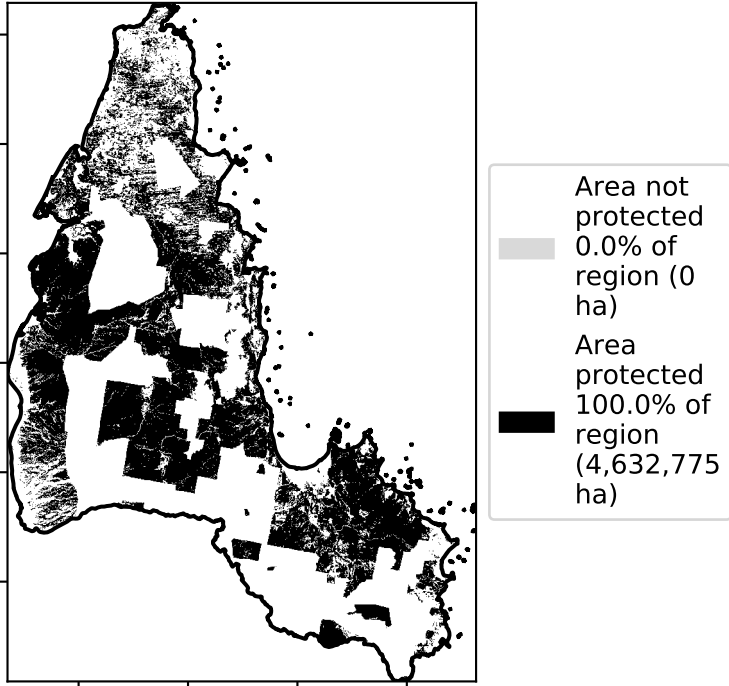 Area not
protected
0.0% of
region (0
ha)
Area
protected
100.0% of
region
(4,632,775
ha)